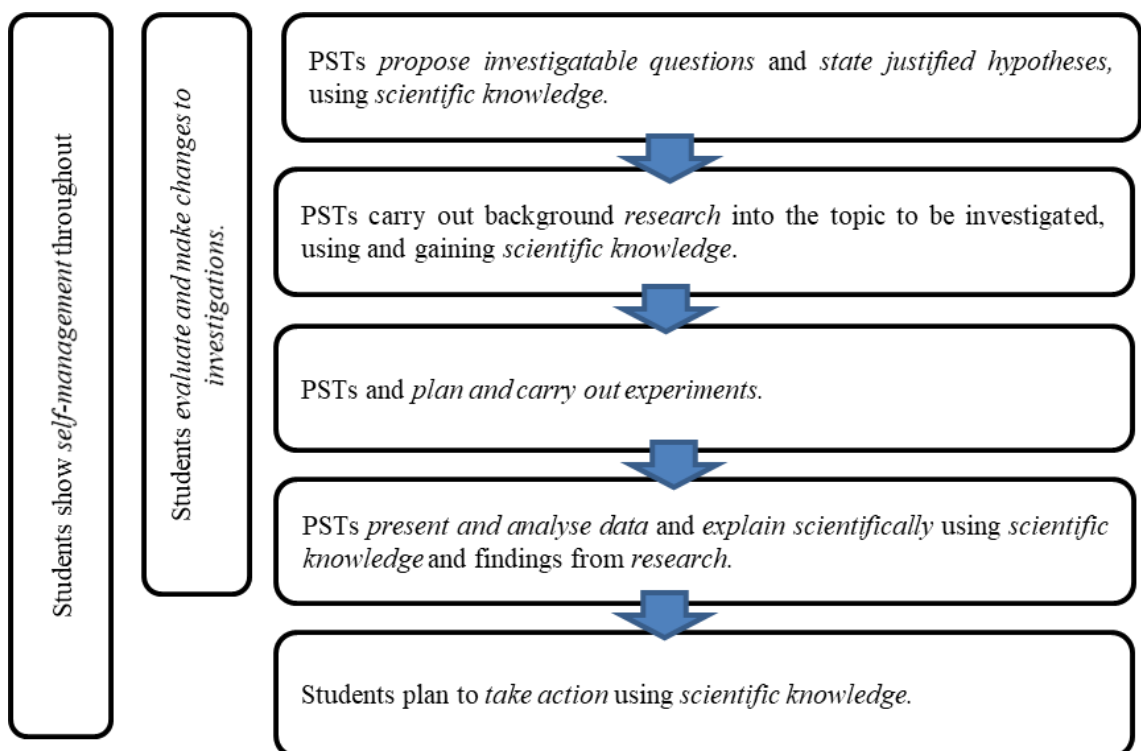 Students show self-management throughout
Students evaluate and make changes to
investigations.
PSTs propose investigatable questions and state justified hypotheses,
using scientific knowledge.
PSTs carry out background research into the topic to be investigated,
using and gaining scientific knowledge.
PSTs and plan and carry out experiments.
PSTs present and analyse data and explain scientifically using scientific
knowledge and findings from research.
Students plan to take action using scientific knowledge.